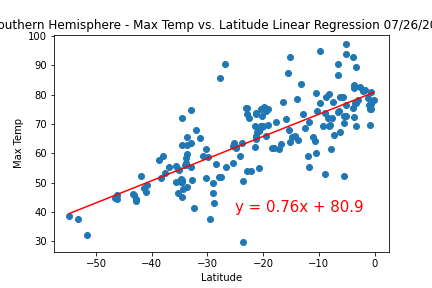 outhern Hemisphere - Max Temp vs. Latitude Linear Regression 07/26/20
100
90
80
70
60
50
40
30
Max Temp
y = 0.76x + 80.9
−50 −40 −30 −20 −10 0
Latitude